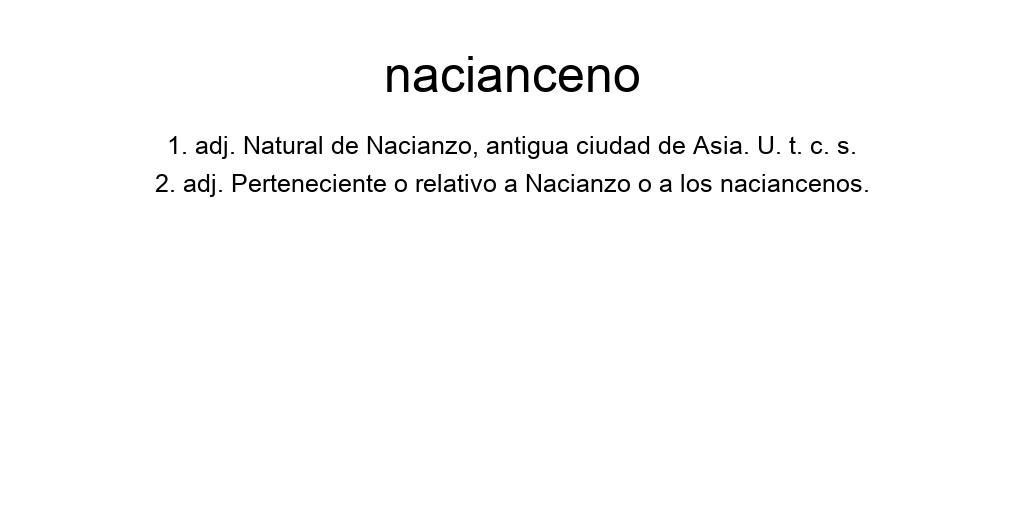 nacianceno
1. adj. Natural de Nacianzo, antigua ciudad de Asia. U. t. c. s.
2. adj. Perteneciente o relativo a Nacianzo o a los naciancenos.